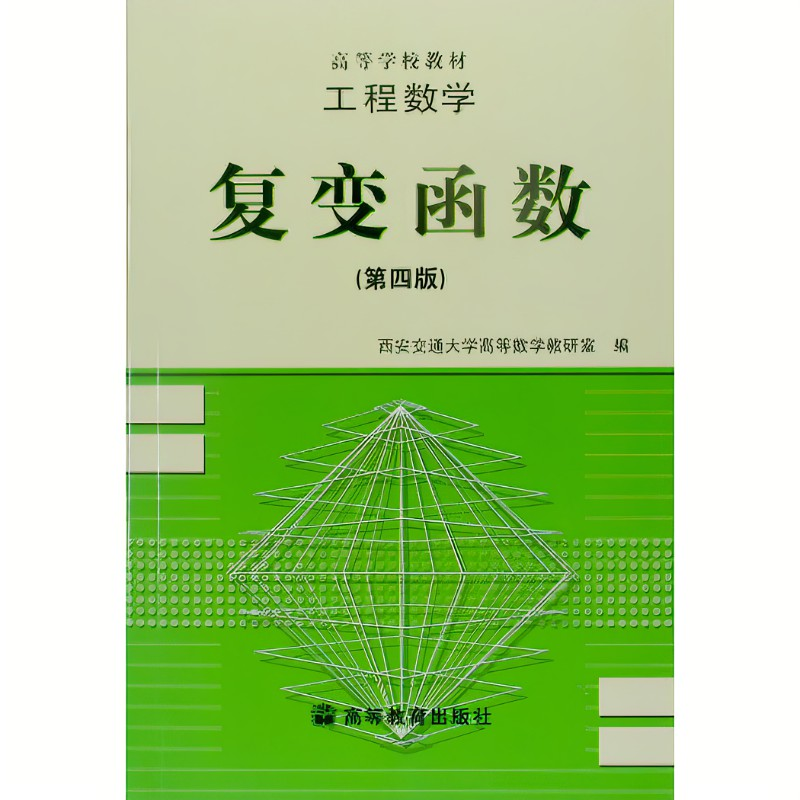 高等学校教材
工程数学
复变函数
(第四版)
西安交通大学高等数学教研室 编
高等教育出版社